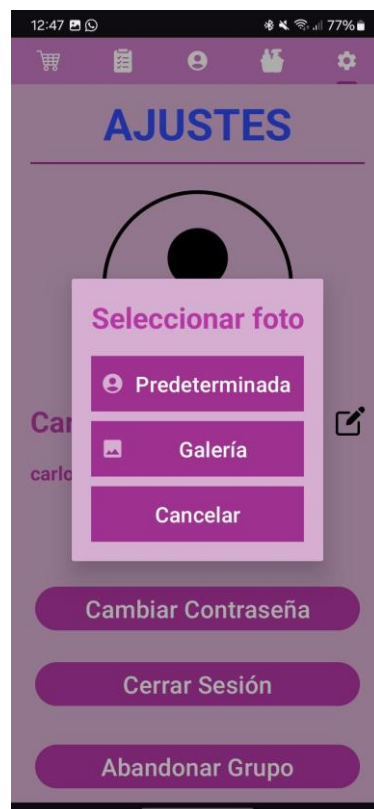 12:47 77%
AJUSTES
Seleccionar foto
Predeterminada
Galería
Cancelar
Cambiar Contraseña
Cerrar Sesión
Abandonar Grupo